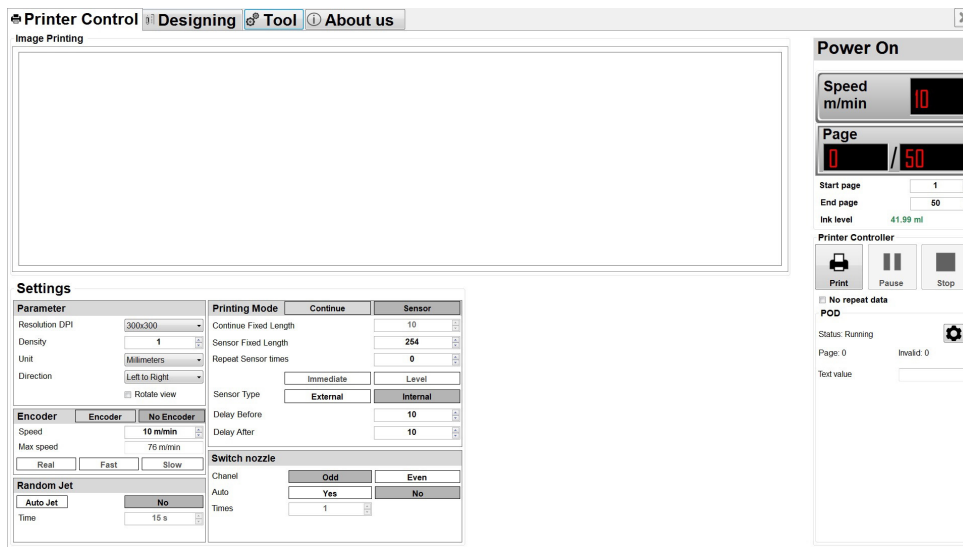 Printer Control Designing Tool About us
Image Printing
Power On
Speed
m/min
10
Page
0 / 50
Start page 1
End page 50
Ink level 41.99 ml
Printer Controller
Print Pause Stop
No repeat data
POD
Status: Running
Page: 0 Invalid: 0
Text value
Settings
Parameter
Resolution DPI 300x300
Density 1
Unit Millimeters
Direction Left to Right
Rotate view
Encoder Encoder No Encoder
Speed 10 m/min
Max speed 76 m/min
Real Fast Slow
Random Jet
Auto Jet No
Time 15 s
Printing Mode Continue Sensor
Continue Fixed Length 10
Sensor Fixed Length 254
Repeat Sensor times 0
Immediate Level
Sensor Type External Internal
Delay Before 10
Delay After 10
Switch nozzle
Chanel Odd Even
Auto Yes No
Times 1